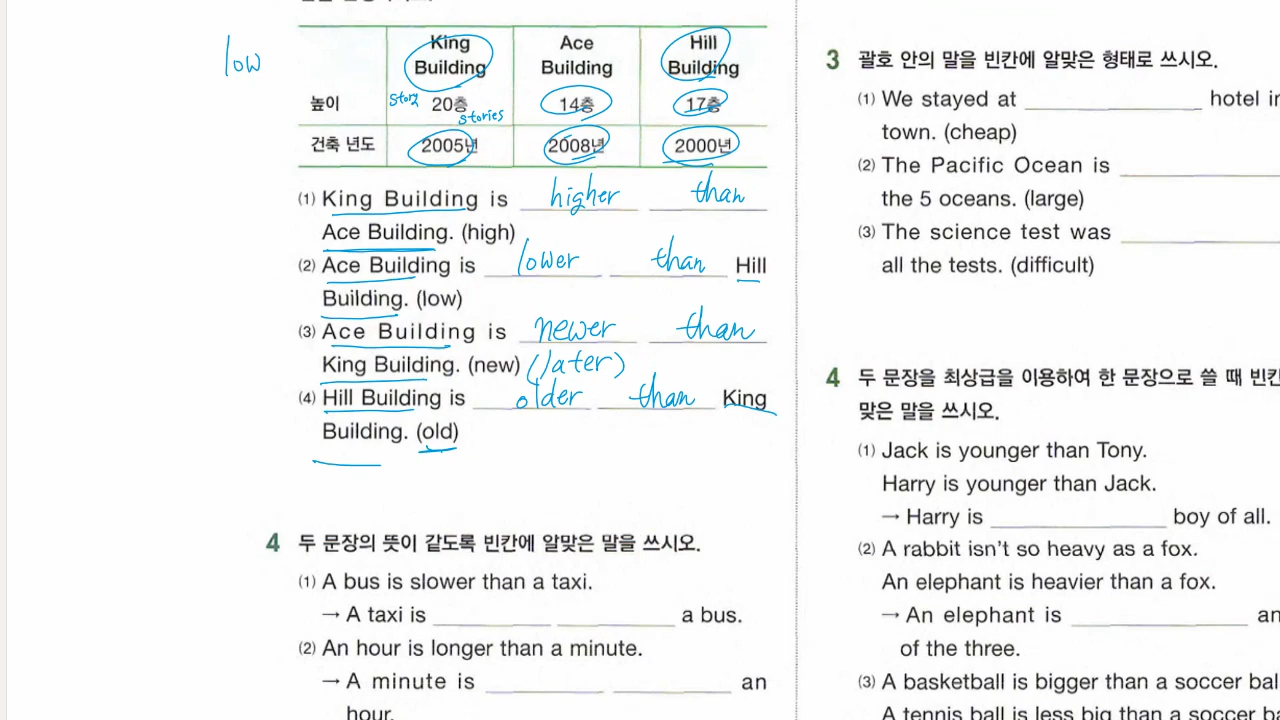 low
King Building Ace Building Hill Building
높이 story 20층 stories 14층 17층
건축 년도 2005년 2008년 2000년
(1) King Building is higher than
Ace Building. (high)
(2) Ace Building is lower than Hill
Building. (low)
(3) Ace Building is newer than
King Building. (new) (later)
(4) Hill Building is older than King
Building. (old)
4 두 문장의 뜻이 같도록 빈칸에 알맞은 말을 쓰시오.
(1) A bus is slower than a taxi.
→ A taxi is ____ ____ a bus.
(2) An hour is longer than a minute.
→ A minute is ____ ____ an
3 괄호 안의 말을 빈칸에 알맞은 형태로 쓰시오.
(1) We stayed at ____ hotel in
town. (cheap)
(2) The Pacific Ocean is ____
the 5 oceans. (large)
(3) The science test was ____
all the tests. (difficult)
4 두 문장을 최상급을 이용하여 한 문장으로 쓸 때 빈칸
맞은 말을 쓰시오.
(1) Jack is younger than Tony.
Harry is younger than Jack.
→ Harry is ____ boy of all.
(2) A rabbit isn't so heavy as a fox.
An elephant is heavier than a fox.
→ An elephant is ____ an
of the three.
(3) A basketball is bigger than a soccer bal
A tennis ball is less big than a soccer ba